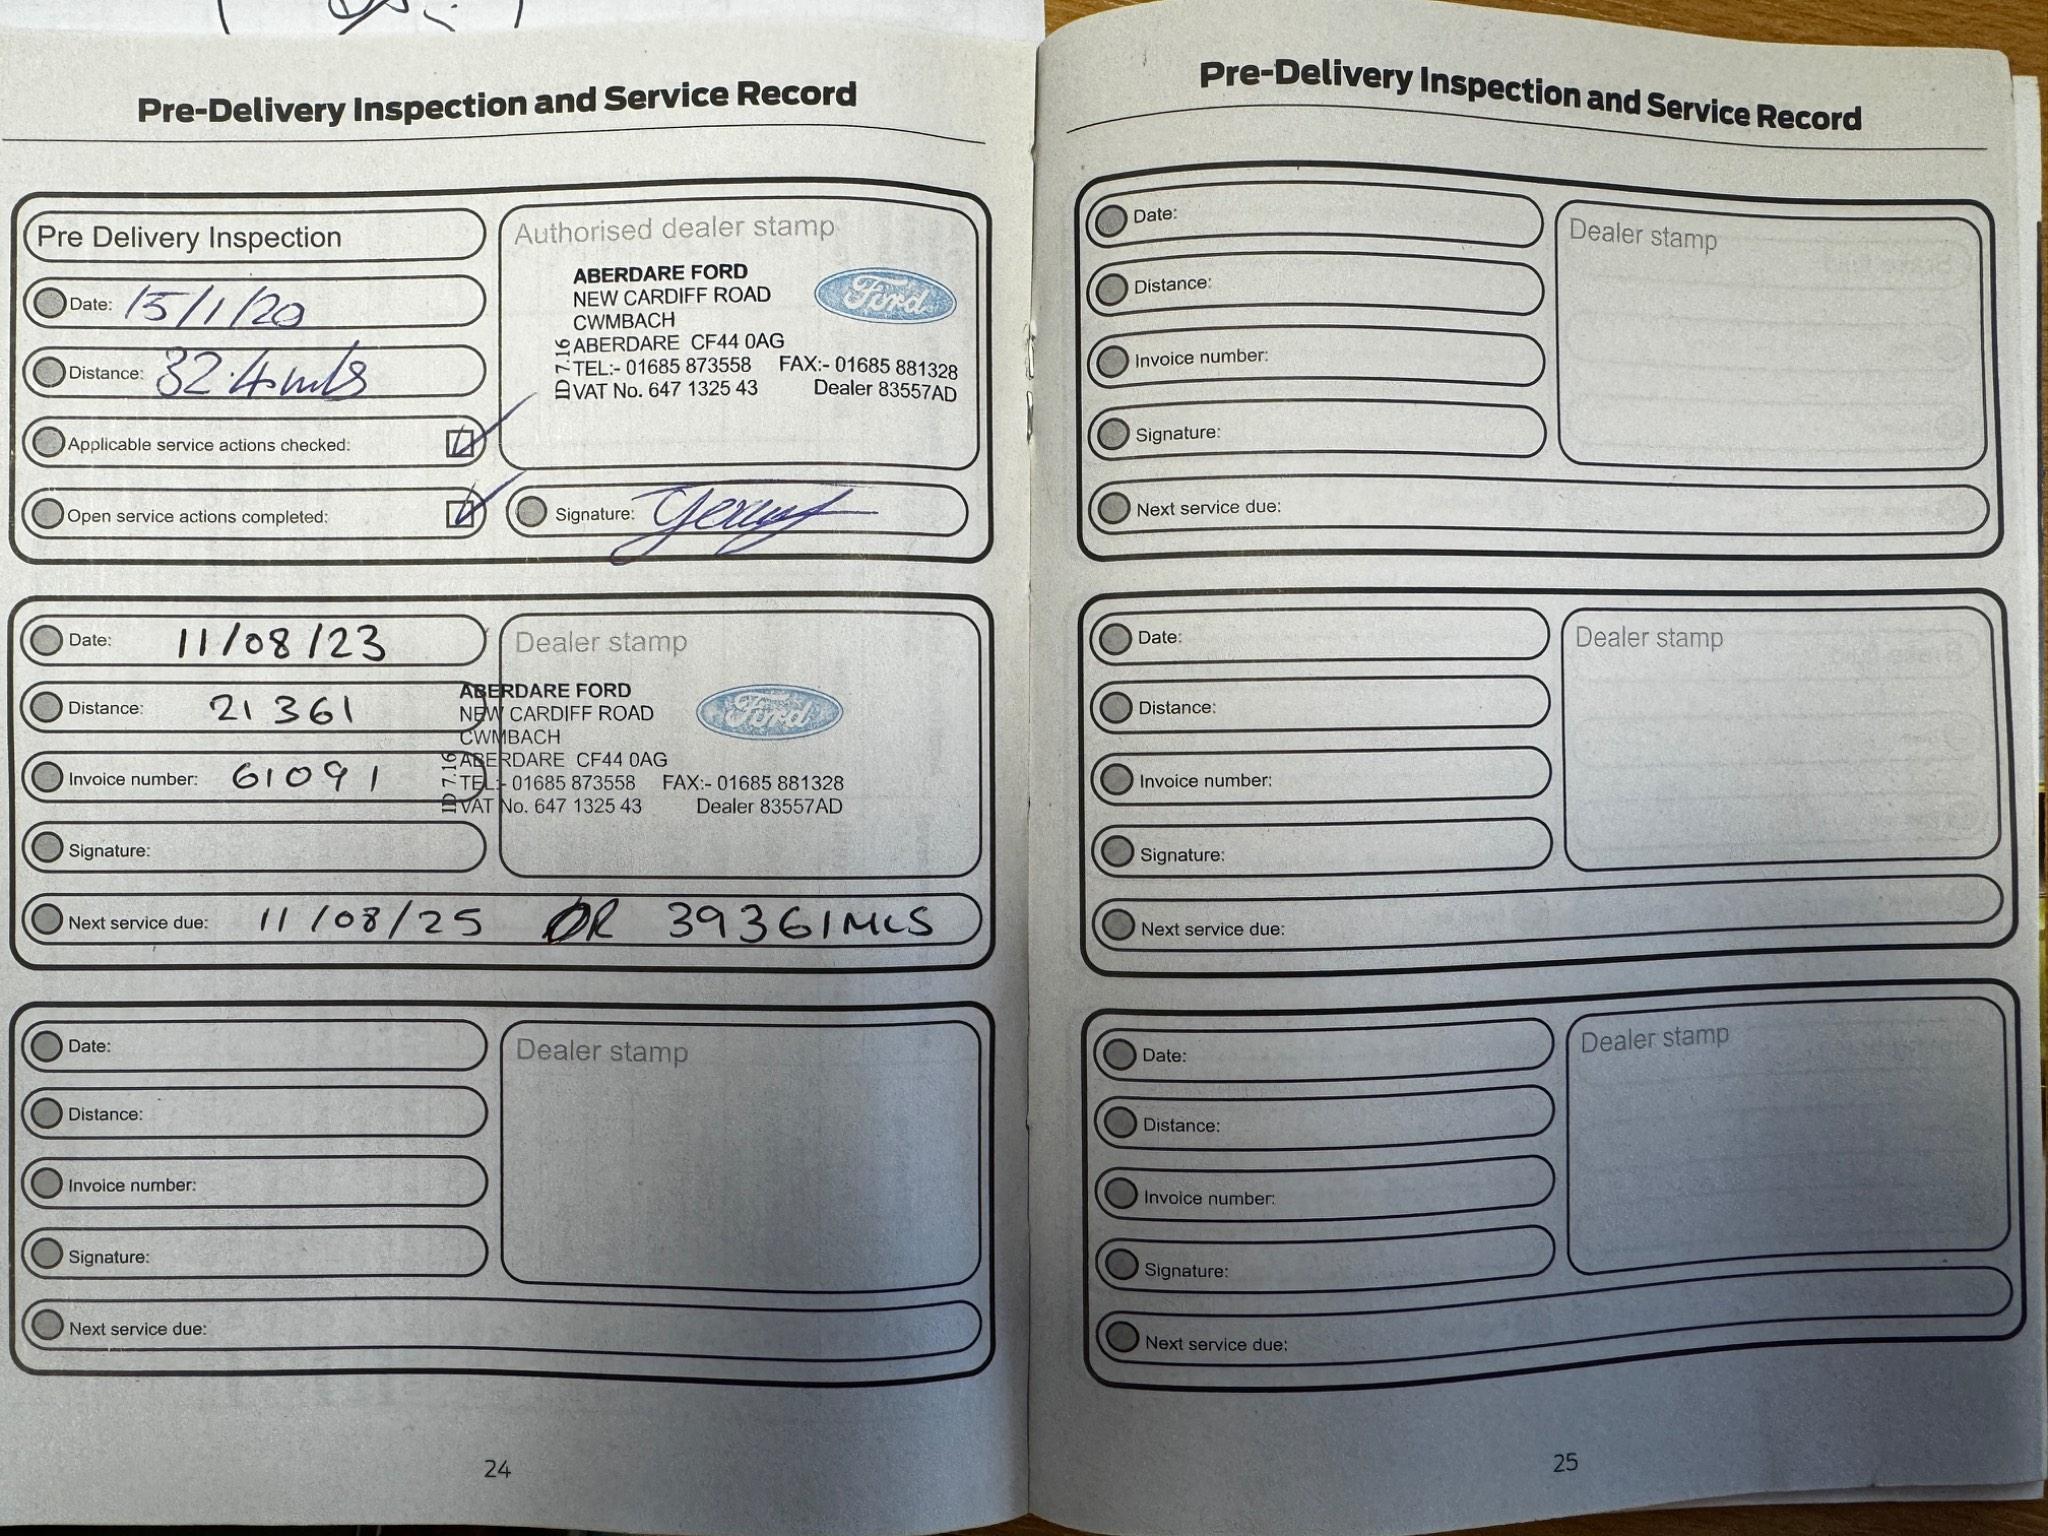 Pre-Delivery Inspection and Service Record
Pre Delivery Inspection
Date: 15/1/20
Distance: 32.4 mls
Applicable service actions checked:
Open service actions completed:
Authorised dealer stamp
ABERDARE FORD
NEW CARDIFF ROAD
CWMBACH
ABERDARE CF44 0AG
TEL:- 01685 873558 FAX:- 01685 881328
VAT No. 647 1325 43 Dealer 83557AD
ID 7.16
Ford
Signature:
Date: 11/08/23
Distance: 21361
Invoice number: 61091
Signature:
Dealer stamp
ABERDARE FORD
NEW CARDIFF ROAD
CWMBACH
ABERDARE CF44 0AG
TEL:- 01685 873558 FAX:- 01685 881328
VAT No. 647 1325 43 Dealer 83557AD
ID 7.16
Ford
Next service due: 11/08/25 OR 39361MLS
Date:
Distance:
Invoice number:
Signature:
Dealer stamp
Next service due:
24
Pre-Delivery Inspection and Service Record
Date:
Distance:
Invoice number:
Signature:
Dealer stamp
Next service due:
Date:
Distance:
Invoice number:
Signature:
Dealer stamp
Next service due:
Date:
Distance:
Invoice number:
Signature:
Dealer stamp
Next service due:
25